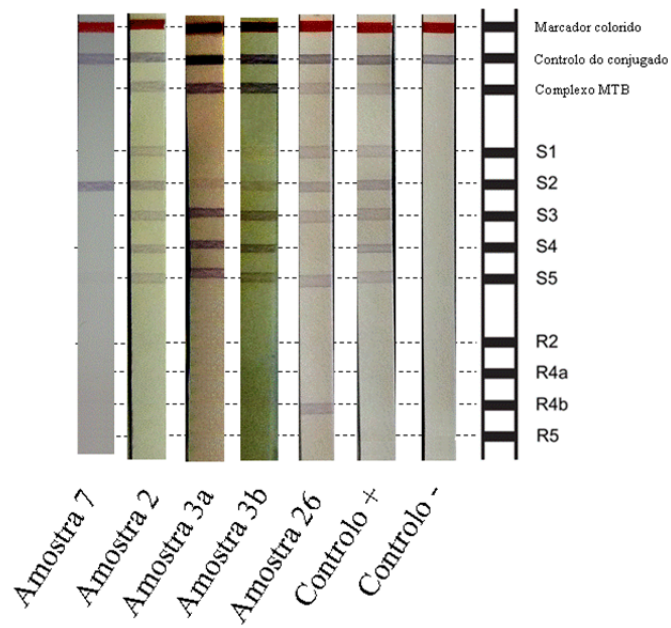 Marcador colorido
Controlo do conjugado
Complexo MTB
S1
S2
S3
S4
S5
R2
R4a
R4b
R5
Amostra 7
Amostra 2
Amostra 3a
Amostra 3b
Amostra 26
Controlo +
Controlo -